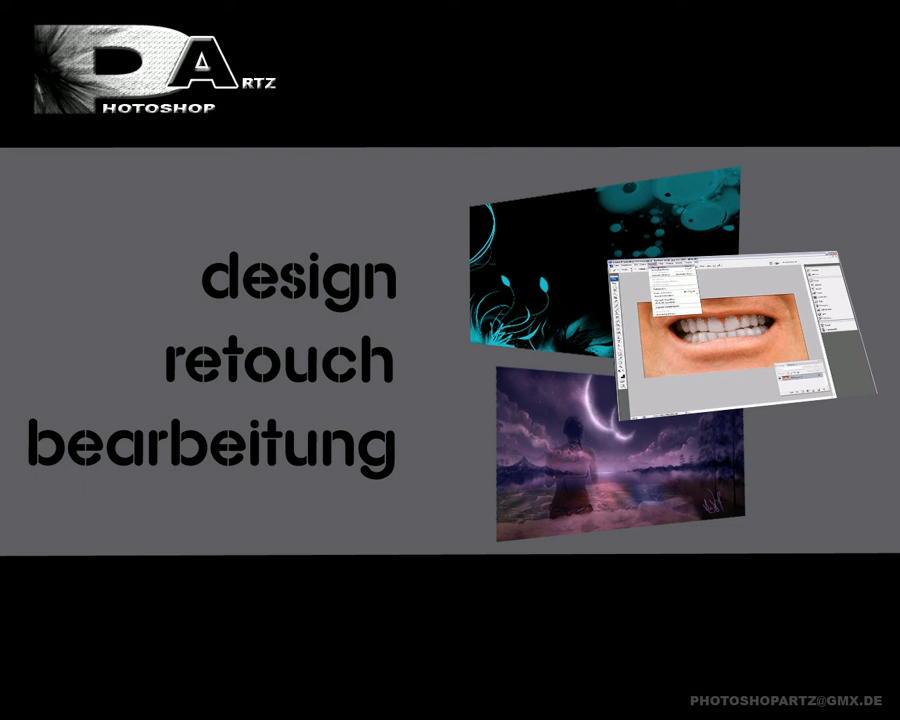 PA RTZ
HOTOSHOP
design
retouch
bearbeitung
PHOTOSHOPARTZ@GMX.DE